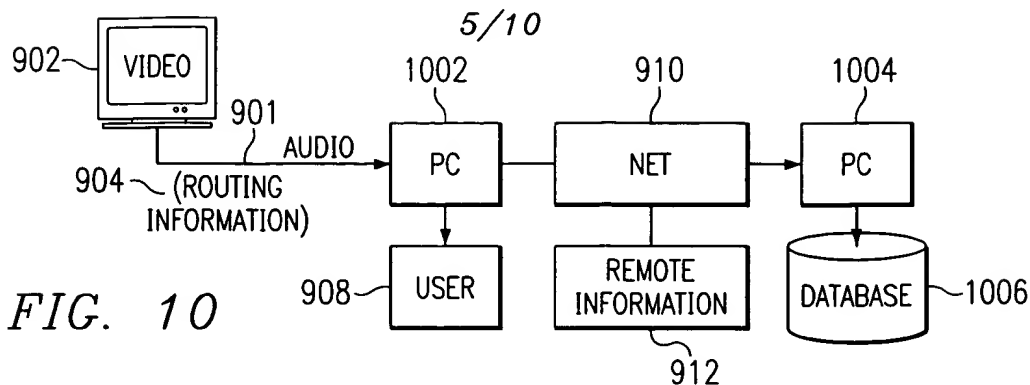 5/10
902
VIDEO
901
AUDIO
904
(ROUTING
INFORMATION)
1002
PC
910
NET
1004
PC
908
USER
REMOTE
INFORMATION
912
DATABASE
1006
FIG. 10